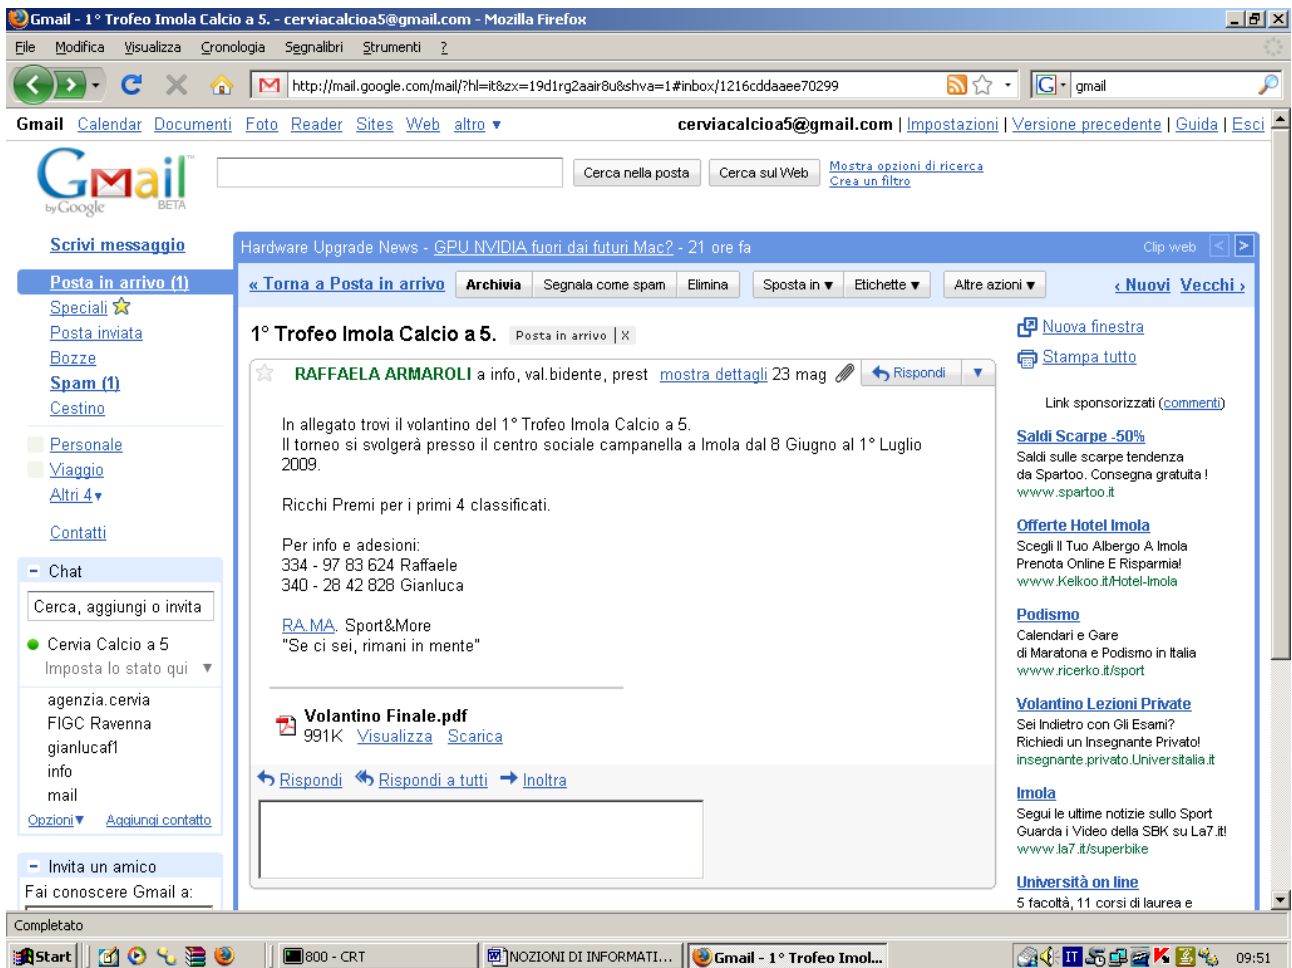 Gmail - 1° Trofeo Imola Calcio a 5. - cerviacalcioa5@gmail.com - Mozilla Firefox
File Modifica Visualizza Cronologia Segnalibri Strumenti ?
http://mail.google.com/mail/?hl=it&zx=19d1rg2aair8u&shva=1#inbox/1216cddaaee70299
G gmail
Gmail Calendar Documenti Foto Reader Sites Web altro ▼ cerviacalcioa5@gmail.com | Impostazioni | Versione precedente | Guida | Esci
Gmail™ by Google BETA
Cerca nella posta Cerca sul Web Mostra opzioni di ricerca
Crea un filtro
Scrivi messaggio
Posta in arrivo (1)
Speciali
Posta inviata
Bozze
Spam (1)
Cestino
Personale
Viaggio
Altri 4▼
Contatti
– Chat
Cerca, aggiungi o invita
Cervia Calcio a 5
Imposta lo stato qui ▼
agenzia.cervia
FIGC Ravenna
gianlucaf1
info
mail
Opzioni▼ Aggiungi contatto
– Invita un amico
Fai conoscere Gmail a:
Hardware Upgrade News - GPU NVIDIA fuori dai futuri Mac? - 21 ore fa
Clip web < >
« Torna a Posta in arrivo Archivia Segnala come spam Elimina Sposta in ▼ Etichette ▼ Altre azioni ▼ ‹ Nuovi Vecchi ›
1° Trofeo Imola Calcio a 5. Posta in arrivo | X
RAFFAELA ARMAROLI a info, val.bidente, prest mostra dettagli 23 mag Rispondi ▼
In allegato trovi il volantino del 1° Trofeo Imola Calcio a 5.
Il torneo si svolgerà presso il centro sociale campanella a Imola dal 8 Giugno al 1° Luglio
2009.
Ricchi Premi per i primi 4 classificati.
Per info e adesioni:
334 - 97 83 624 Raffaele
340 - 28 42 828 Gianluca
RA.MA. Sport&More
"Se ci sei, rimani in mente"
Volantino Finale.pdf
991K Visualizza Scarica
Rispondi Rispondi a tutti Inoltra
Nuova finestra
Stampa tutto
Link sponsorizzati (commenti)
Saldi Scarpe -50%
Saldi sulle scarpe tendenza
da Spartoo. Consegna gratuita !
www.spartoo.it
Offerte Hotel Imola
Scegli Il Tuo Albergo A Imola
Prenota Online E Risparmia!
www.Kelkoo.it/Hotel-Imola
Podismo
Calendari e Gare
di Maratona e Podismo in Italia
www.ricerko.it/sport
Volantino Lezioni Private
Sei Indietro con Gli Esami?
Richiedi un Insegnante Privato!
insegnante.privato.Universitalia.it
Imola
Segui le ultime notizie sullo Sport
Guarda i Video della SBK su La7.it!
www.la7.it/superbike
Università on line
5 facoltà, 11 corsi di laurea e
Completato
Start 800 - CRT NOZIONI DI INFORMATI... Gmail - 1° Trofeo Imol... IT 09:51